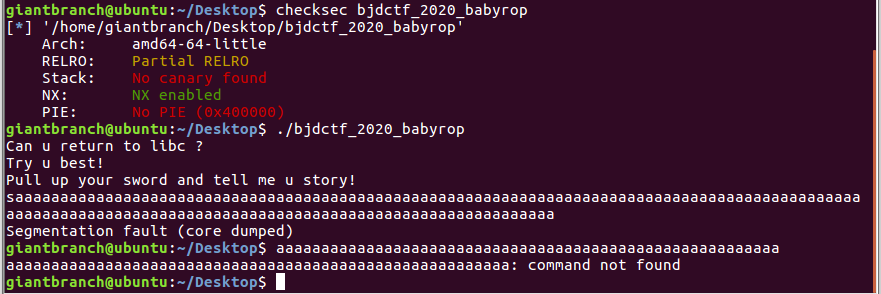 giantbranch@ubuntu:~/Desktop$ checksec bjdctf_2020_babyrop
[*] '/home/giantbranch/Desktop/bjdctf_2020_babyrop'
    Arch:     amd64-64-little
    RELRO:    Partial RELRO
    Stack:    No canary found
    NX:       NX enabled
    PIE:      No PIE (0x400000)
giantbranch@ubuntu:~/Desktop$ ./bjdctf_2020_babyrop
Can u return to libc ?
Try u best!
Pull up your sword and tell me u story!
saaaaaaaaaaaaaaaaaaaaaaaaaaaaaaaaaaaaaaaaaaaaaaaaaaaaaaaaaaaaaaaaaaaaaaaaaaaaaaaaaaaaaaaaaaaaaaaaaaaaa
aaaaaaaaaaaaaaaaaaaaaaaaaaaaaaaaaaaaaaaaaaaaaaaaaaaaaaaaaaaaaaaaa
Segmentation fault (core dumped)
giantbranch@ubuntu:~/Desktop$ aaaaaaaaaaaaaaaaaaaaaaaaaaaaaaaaaaaaaaaaaaaaaaaaaaaaaaaaaaaa
aaaaaaaaaaaaaaaaaaaaaaaaaaaaaaaaaaaaaaaaaaaaaaaaaaaaaaaaaaaa: command not found
giantbranch@ubuntu:~/Desktop$